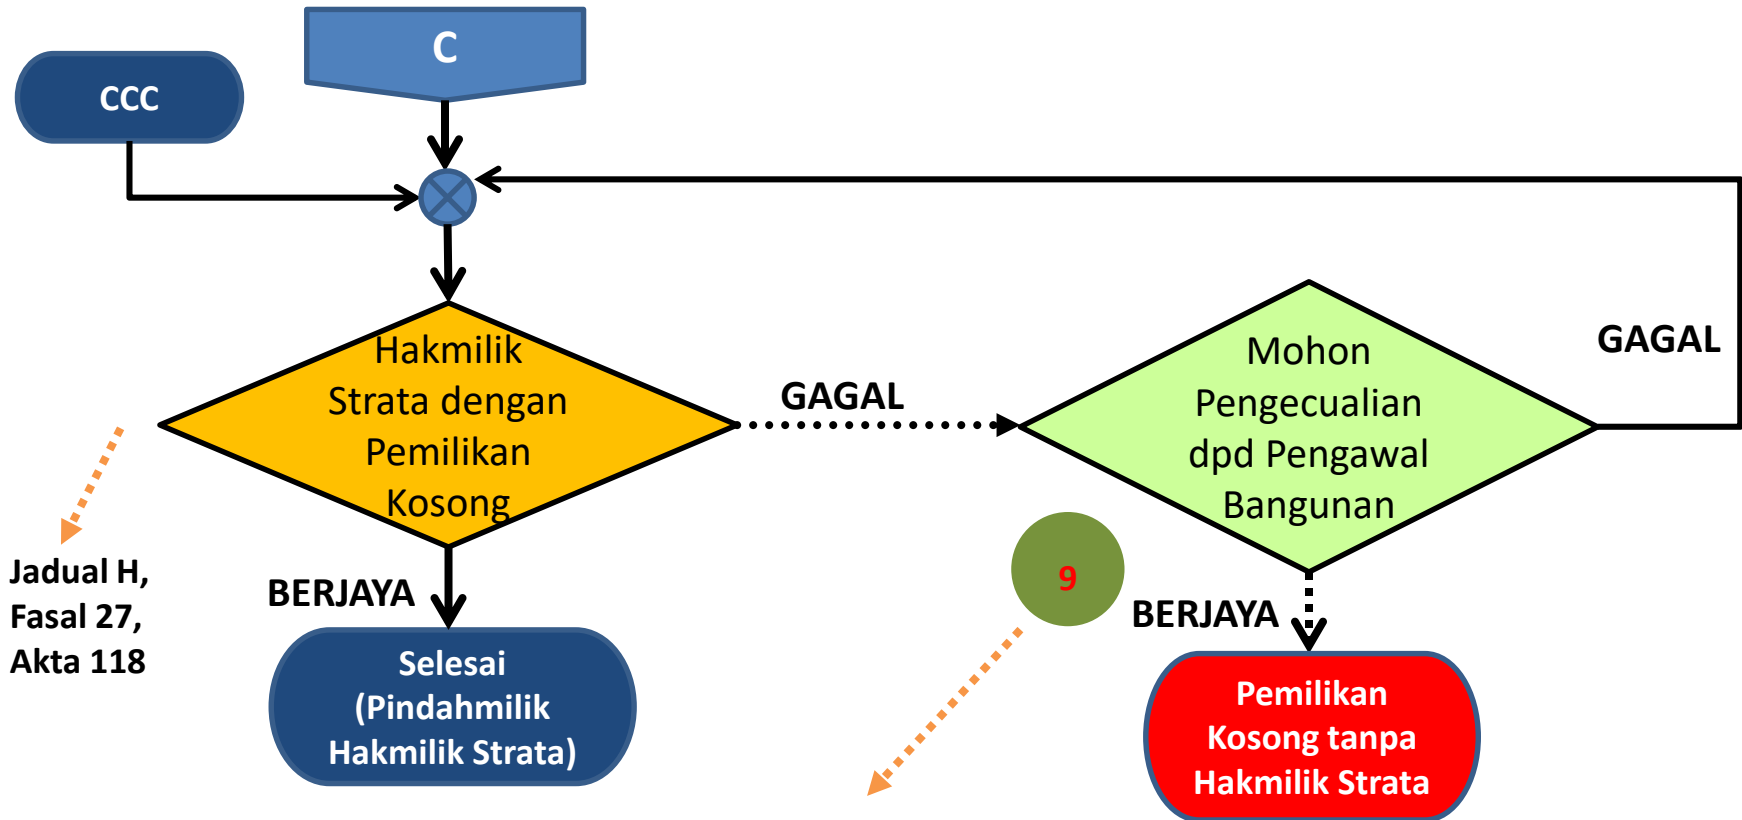 C
CCC
Hakmilik
Strata dengan
Pemilikan
Kosong
GAGAL
Mohon
Pengecualian
dpd Pengawal
Bangunan
GAGAL
Jadual H,
Fasal 27,
Akta 118
BERJAYA
9
BERJAYA
Selesai
(Pindahmilik
Hakmilik Strata)
Pemilikan
Kosong tanpa
Hakmilik Strata